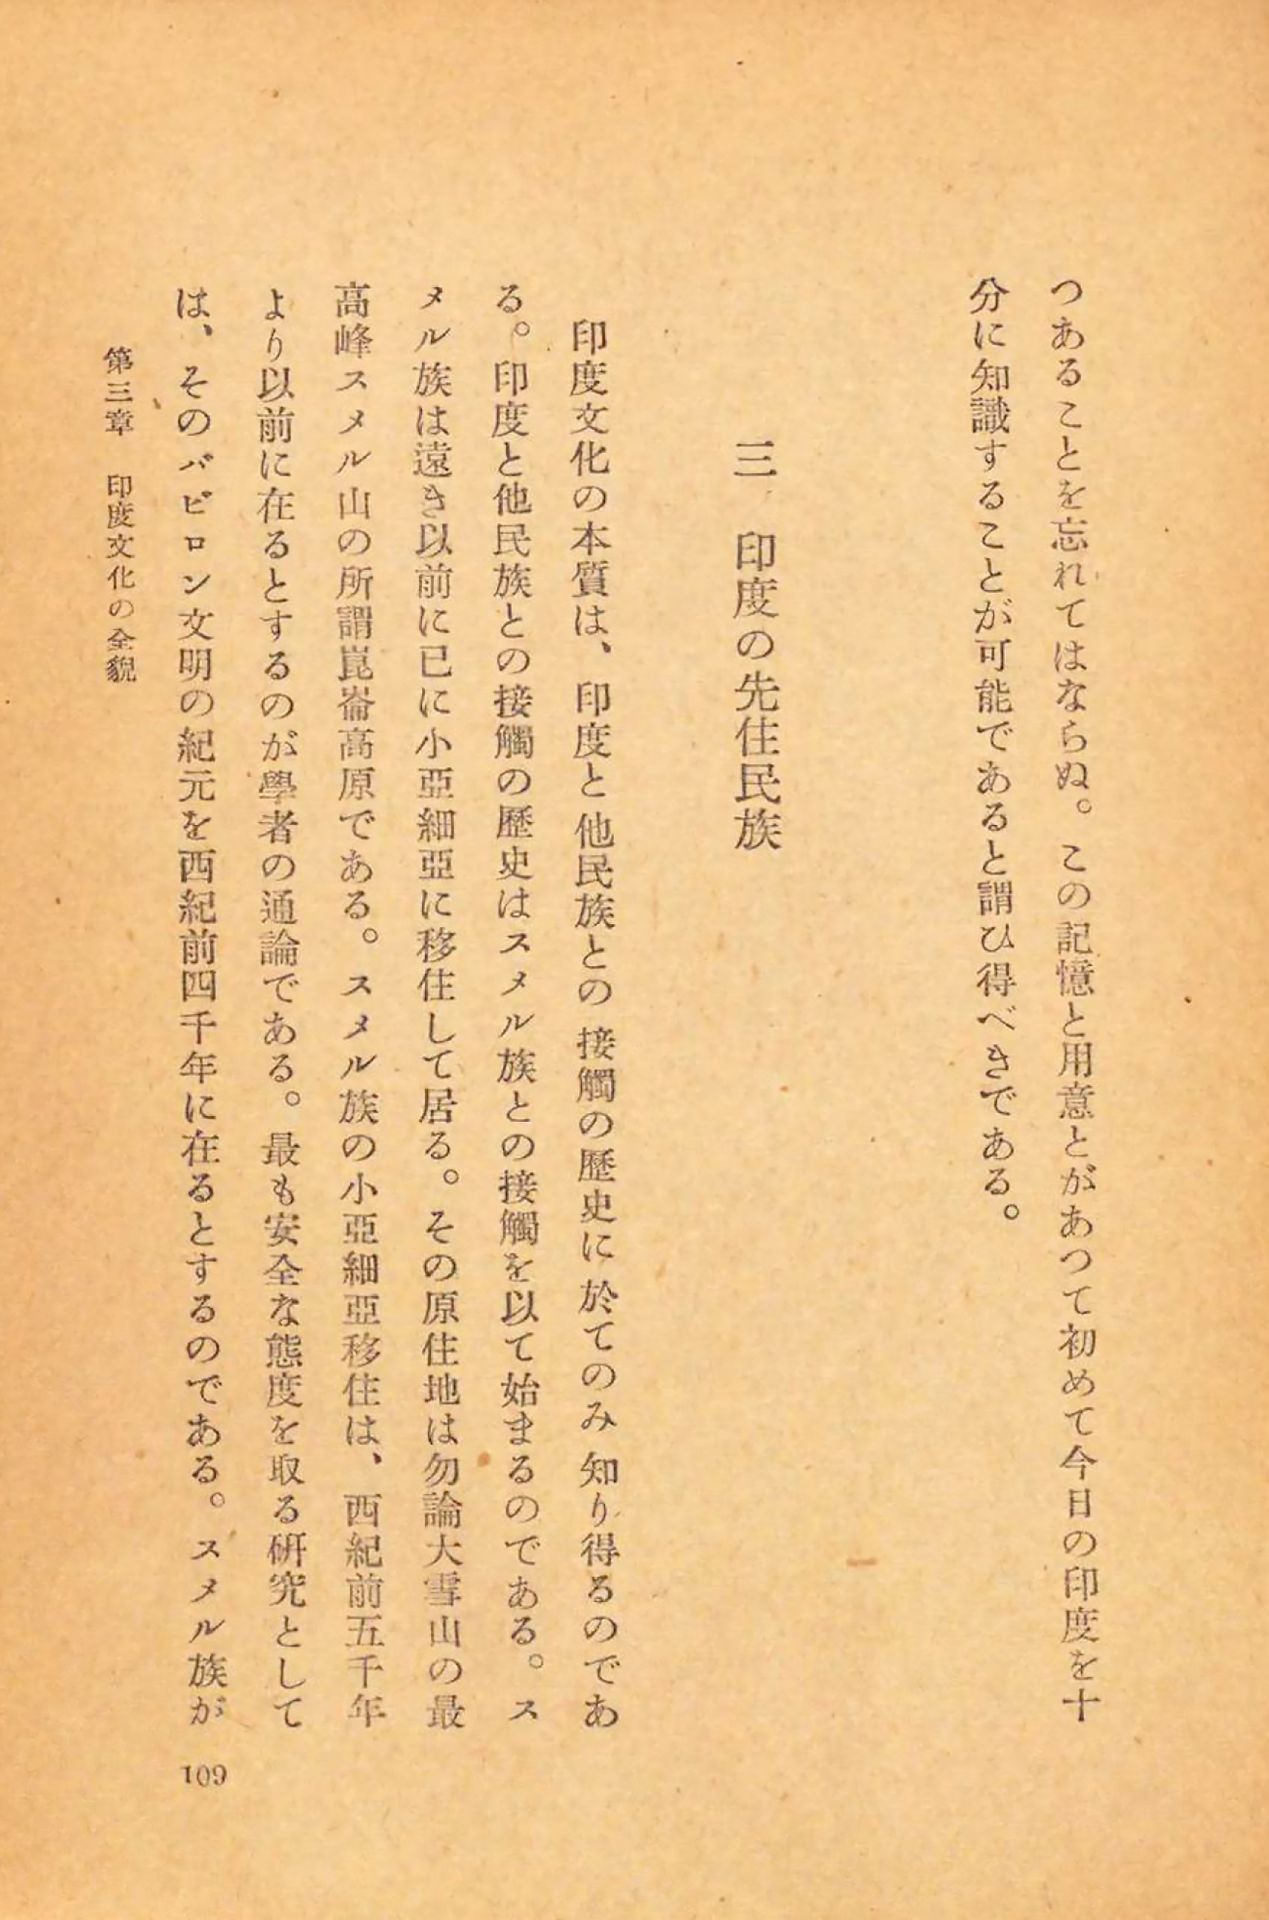 つあることを忘れてはならぬ。この記憶と用意とがあつて初めて今日の印度を十
分に知識することが可能であると謂ひ得べきである。
三　印度の先住民族
印度文化の本質は、印度と他民族との接觸の歷史に於てのみ知り得るのであ
る。印度と他民族との接觸の歷史はスメル族との接觸を以て始まるのである。ス
メル族は遠き以前に已に小亞細亞に移住して居る。その原住地は勿論大雪山の最
高峰スメル山の所謂崑崙高原である。スメル族の小亞細亞移住は、西紀前五千年
より以前に在るとするのが學者の通論である。最も安全な態度を取る硏究として
は、そのバビロン文明の紀元を西紀前四千年に在るとするのである。スメル族が
第三章　印度文化の全貌
109